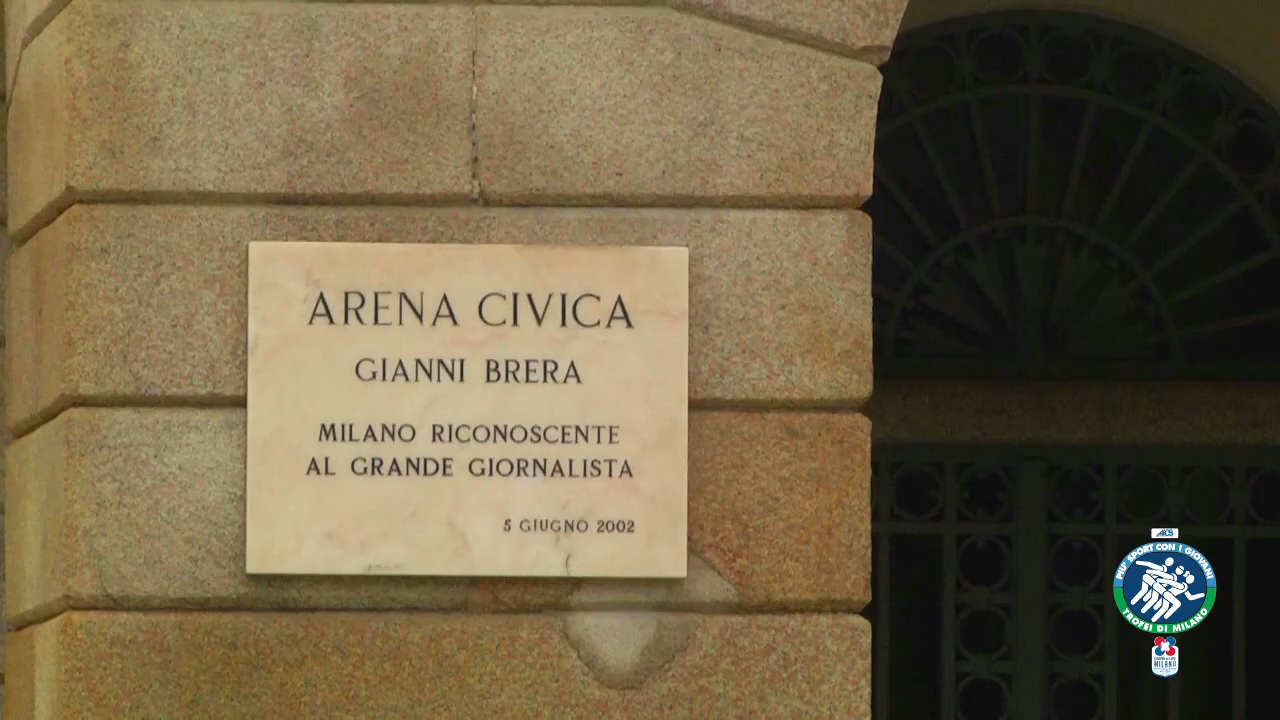 ARENA CIVICA
GIANNI BRERA
MILANO RICONOSCENTE
AL GRANDE GIORNALISTA
5 GIUGNO 2002
PIU' SPORT CON I GIOVANI
TROFEI DI MILANO
MILANO